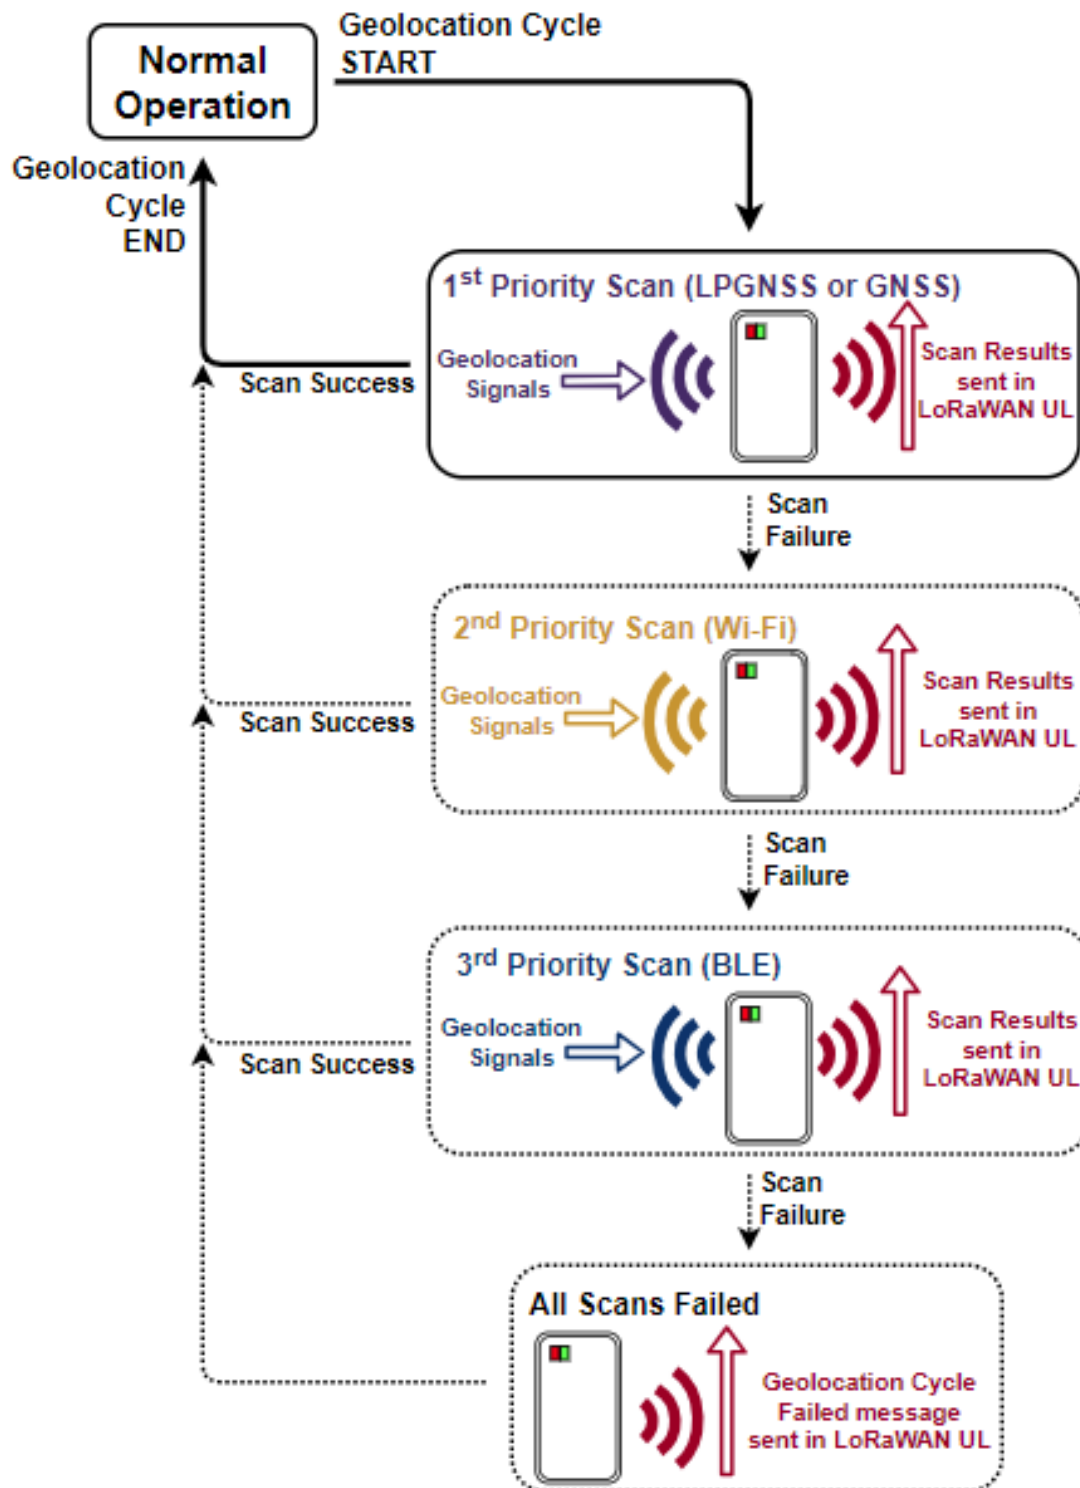 Geolocation Cycle
START
Normal
Operation
Geolocation
Cycle
END
1st Priority Scan (LPGNSS or GNSS)
Geolocation
Signals
Scan Results
sent in
LoRaWAN UL
Scan Success
Scan
Failure
2nd Priority Scan (Wi-Fi)
Geolocation
Signals
Scan Results
sent in
LoRaWAN UL
Scan Success
Scan
Failure
3rd Priority Scan (BLE)
Geolocation
Signals
Scan Results
sent in
LoRaWAN UL
Scan Success
Scan
Failure
All Scans Failed
Geolocation Cycle
Failed message
sent in LoRaWAN UL